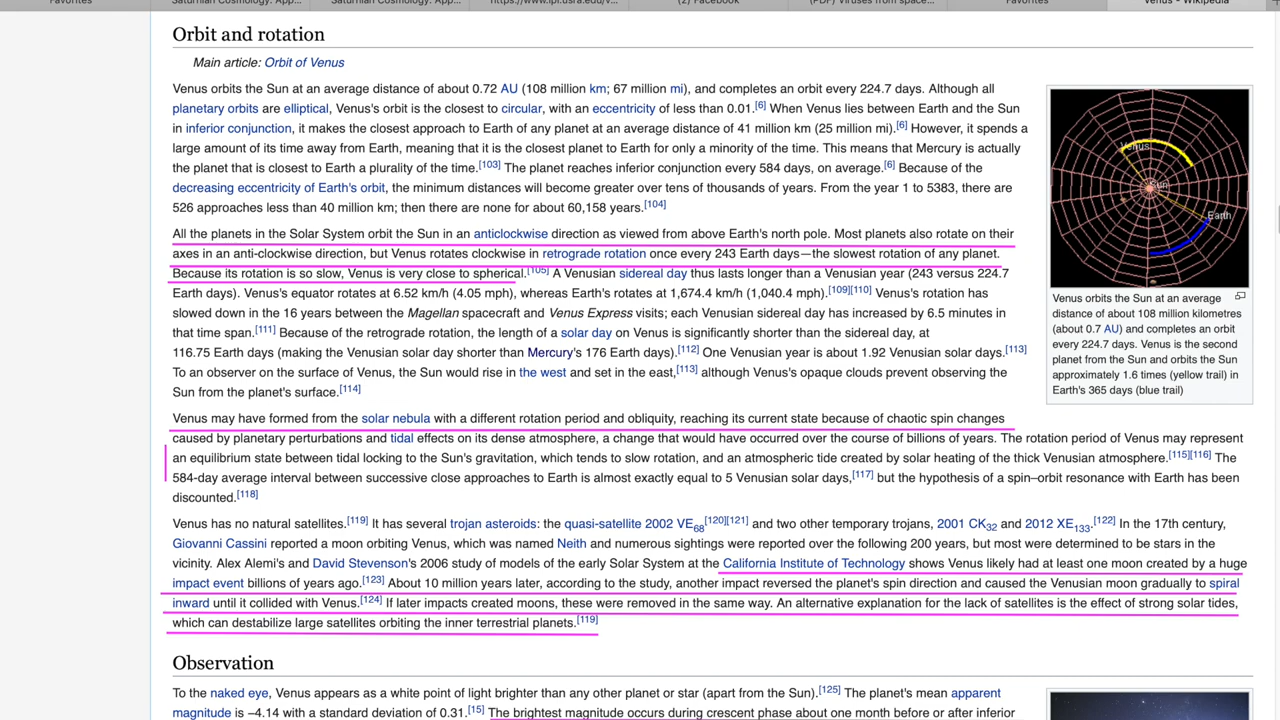 Favorites
Saturnian Cosmology: App...
Saturnian Cosmology: App...
https://www.lpi.usra.edu/v...
(2) Facebook
(PDF) Viruses from space...
Favorites
Venus - Wikipedia
Orbit and rotation
Main article: Orbit of Venus
Venus orbits the Sun at an average distance of about 0.72 AU (108 million km; 67 million mi), and completes an orbit every 224.7 days. Although all
planetary orbits are elliptical, Venus's orbit is the closest to circular, with an eccentricity of less than 0.01.[6] When Venus lies between Earth and the Sun
in inferior conjunction, it makes the closest approach to Earth of any planet at an average distance of 41 million km (25 million mi).[6] However, it spends a
large amount of its time away from Earth, meaning that it is the closest planet to Earth for only a minority of the time. This means that Mercury is actually
the planet that is closest to Earth a plurality of the time.[103] The planet reaches inferior conjunction every 584 days, on average.[6] Because of the
decreasing eccentricity of Earth's orbit, the minimum distances will become greater over tens of thousands of years. From the year 1 to 5383, there are
526 approaches less than 40 million km; then there are none for about 60,158 years.[104]
All the planets in the Solar System orbit the Sun in an anticlockwise direction as viewed from above Earth's north pole. Most planets also rotate on their
axes in an anti-clockwise direction, but Venus rotates clockwise in retrograde rotation once every 243 Earth days—the slowest rotation of any planet.
Because its rotation is so slow, Venus is very close to spherical.[105] A Venusian sidereal day thus lasts longer than a Venusian year (243 versus 224.7
Earth days). Venus's equator rotates at 6.52 km/h (4.05 mph), whereas Earth's rotates at 1,674.4 km/h (1,040.4 mph).[109][110] Venus's rotation has
slowed down in the 16 years between the Magellan spacecraft and Venus Express visits; each Venusian sidereal day has increased by 6.5 minutes in
that time span.[111] Because of the retrograde rotation, the length of a solar day on Venus is significantly shorter than the sidereal day, at
116.75 Earth days (making the Venusian solar day shorter than Mercury's 176 Earth days).[112] One Venusian year is about 1.92 Venusian solar days.[113]
To an observer on the surface of Venus, the Sun would rise in the west and set in the east,[113] although Venus's opaque clouds prevent observing the
Sun from the planet's surface.[114]
Venus may have formed from the solar nebula with a different rotation period and obliquity, reaching its current state because of chaotic spin changes
caused by planetary perturbations and tidal effects on its dense atmosphere, a change that would have occurred over the course of billions of years. The rotation period of Venus may represent
an equilibrium state between tidal locking to the Sun's gravitation, which tends to slow rotation, and an atmospheric tide created by solar heating of the thick Venusian atmosphere.[115][116] The
584-day average interval between successive close approaches to Earth is almost exactly equal to 5 Venusian solar days,[117] but the hypothesis of a spin–orbit resonance with Earth has been
discounted.[118]
Venus has no natural satellites.[119] It has several trojan asteroids: the quasi-satellite 2002 VE68[120][121] and two other temporary trojans, 2001 CK32 and 2012 XE133.[122] In the 17th century,
Giovanni Cassini reported a moon orbiting Venus, which was named Neith and numerous sightings were reported over the following 200 years, but most were determined to be stars in the
vicinity. Alex Alemi's and David Stevenson's 2006 study of models of the early Solar System at the California Institute of Technology shows Venus likely had at least one moon created by a huge
impact event billions of years ago.[123] About 10 million years later, according to the study, another impact reversed the planet's spin direction and caused the Venusian moon gradually to spiral
inward until it collided with Venus.[124] If later impacts created moons, these were removed in the same way. An alternative explanation for the lack of satellites is the effect of strong solar tides,
which can destabilize large satellites orbiting the inner terrestrial planets.[119]
Venus
Sun
Earth
Venus orbits the Sun at an average
distance of about 108 million kilometres
(about 0.7 AU) and completes an orbit
every 224.7 days. Venus is the second
planet from the Sun and orbits the Sun
approximately 1.6 times (yellow trail) in
Earth's 365 days (blue trail)
Observation
To the naked eye, Venus appears as a white point of light brighter than any other planet or star (apart from the Sun).[125] The planet's mean apparent
magnitude is −4.14 with a standard deviation of 0.31.[15] The brightest magnitude occurs during crescent phase about one month before or after inferior